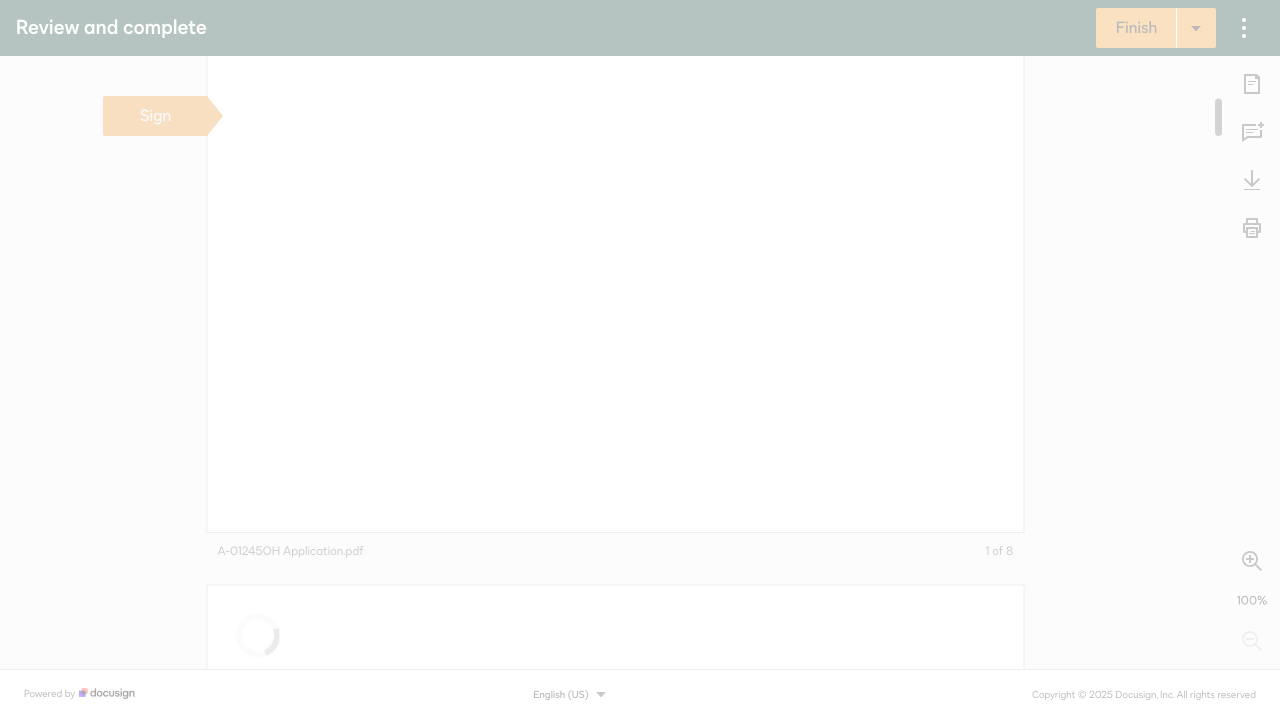 Review and complete
Finish
Sign
A-01245OH Application.pdf
1 of 8
100%
Powered by docusign
English (US)
Copyright © 2025 Docusign, Inc. All rights reserved